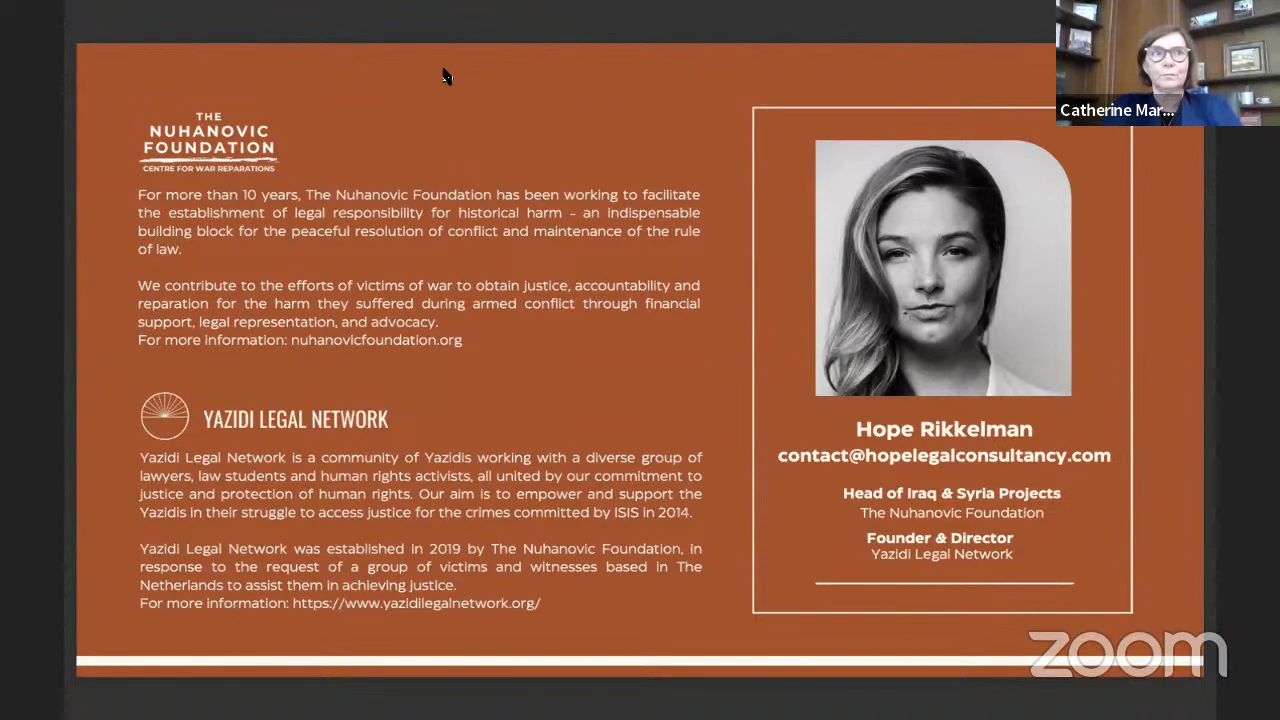 THE
NUHANOVIC
FOUNDATION
CENTRE FOR WAR REPARATIONS
For more than 10 years, The Nuhanovic Foundation has been working to facilitate
the establishment of legal responsibility for historical harm - an indispensable
building block for the peaceful resolution of conflict and maintenance of the rule
of law.
We contribute to the efforts of victims of war to obtain justice, accountability and
reparation for the harm they suffered during armed conflict through financial
support, legal representation, and advocacy.
For more information: nuhanovicfoundation.org
YAZIDI LEGAL NETWORK
Yazidi Legal Network is a community of Yazidis working with a diverse group of
lawyers, law students and human rights activists, all united by our commitment to
justice and protection of human rights. Our aim is to empower and support the
Yazidis in their struggle to access justice for the crimes committed by ISIS in 2014.
Yazidi Legal Network was established in 2019 by The Nuhanovic Foundation, in
response to the request of a group of victims and witnesses based in The
Netherlands to assist them in achieving justice.
For more information: https://www.yazidilegalnetwork.org/
Catherine Mar...
Hope Rikkelman
contact@hopelegalconsultancy.com
Head of Iraq & Syria Projects
The Nuhanovic Foundation
Founder & Director
Yazidi Legal Network
zoom